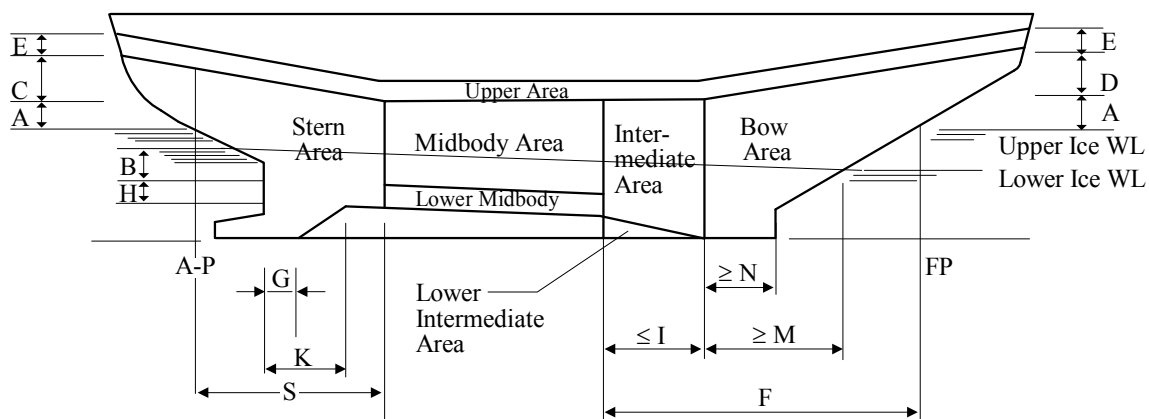 E
C
A
B
H
A-P
G
K
S
Stern
Area
Upper Area
Midbody Area
Lower Midbody
Inter-
mediate
Area
Bow
Area
E
D
A
Upper Ice WL
Lower Ice WL
FP
≥ N
Lower
Intermediate
Area
≤ I
≥ M
F